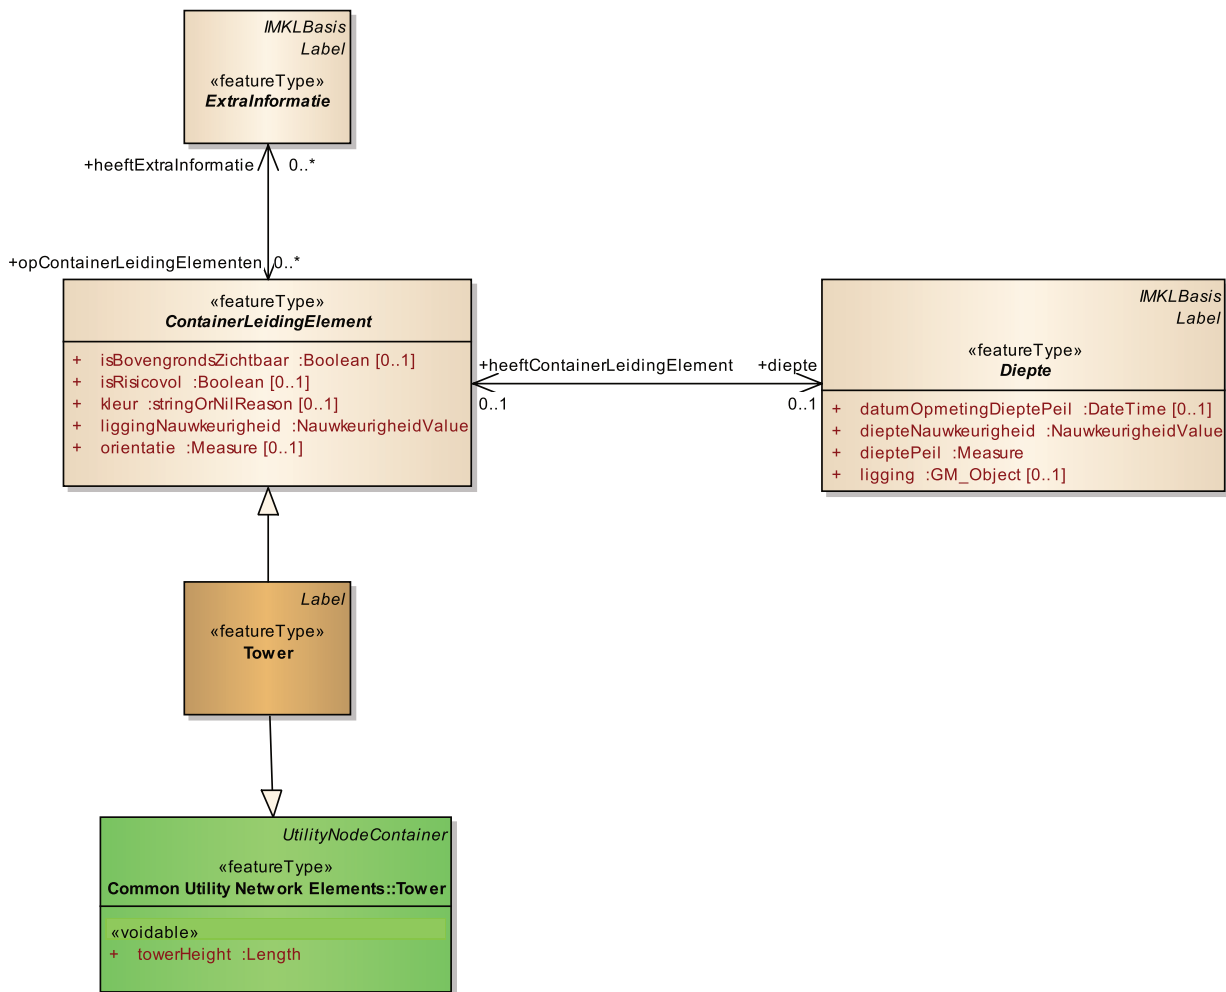 IMKLBasis
Label
«featureType»
ExtraInformatie
+heeftExtraInformatie 0..*
+opContainerLeidingElementen 0..*
«featureType»
ContainerLeidingElement
+ isBovengrondsZichtbaar :Boolean [0..1]
+ isRisicovol :Boolean [0..1]
+ kleur :stringOrNilReason [0..1]
+ liggingNauwkeurigheid :NauwkeurigheidValue
+ orientatie :Measure [0..1]
+heeftContainerLeidingElement +diepte
0..1 0..1
IMKLBasis
Label
«featureType»
Diepte
+ datumOpmetingDieptePeil :DateTime [0..1]
+ diepteNauwkeurigheid :NauwkeurigheidValue
+ dieptePeil :Measure
+ ligging :GM_Object [0..1]
Label
«featureType»
Tower
UtilityNodeContainer
«featureType»
Common Utility Network Elements::Tower
«voidable»
+ towerHeight :Length